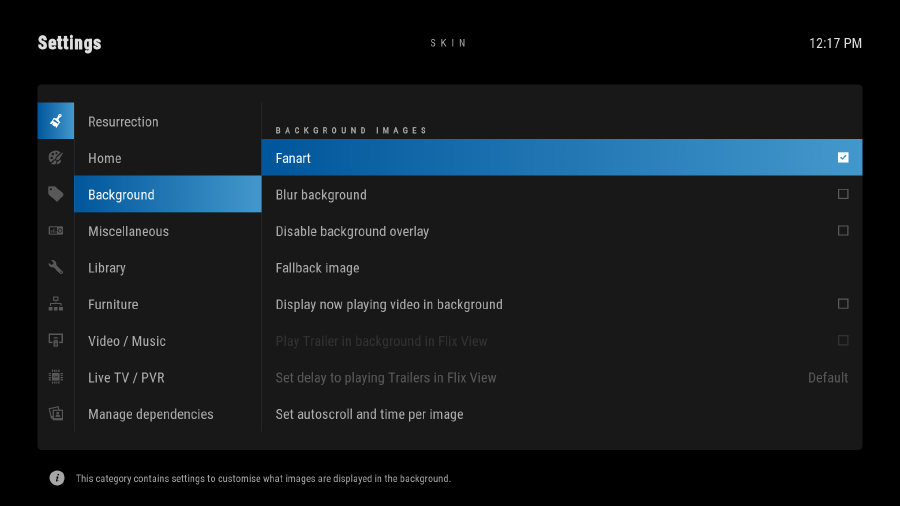 Settings
SKIN
12:17 PM
Resurrection
Home
Background
Miscellaneous
Library
Furniture
Video / Music
Live TV / PVR
Manage dependencies
BACKGROUND IMAGES
Fanart
Blur background
Disable background overlay
Fallback image
Display now playing video in background
Play Trailer in background in Flix View
Set delay to playing Trailers in Flix View Default
Set autoscroll and time per image
This category contains settings to customise what images are displayed in the background.